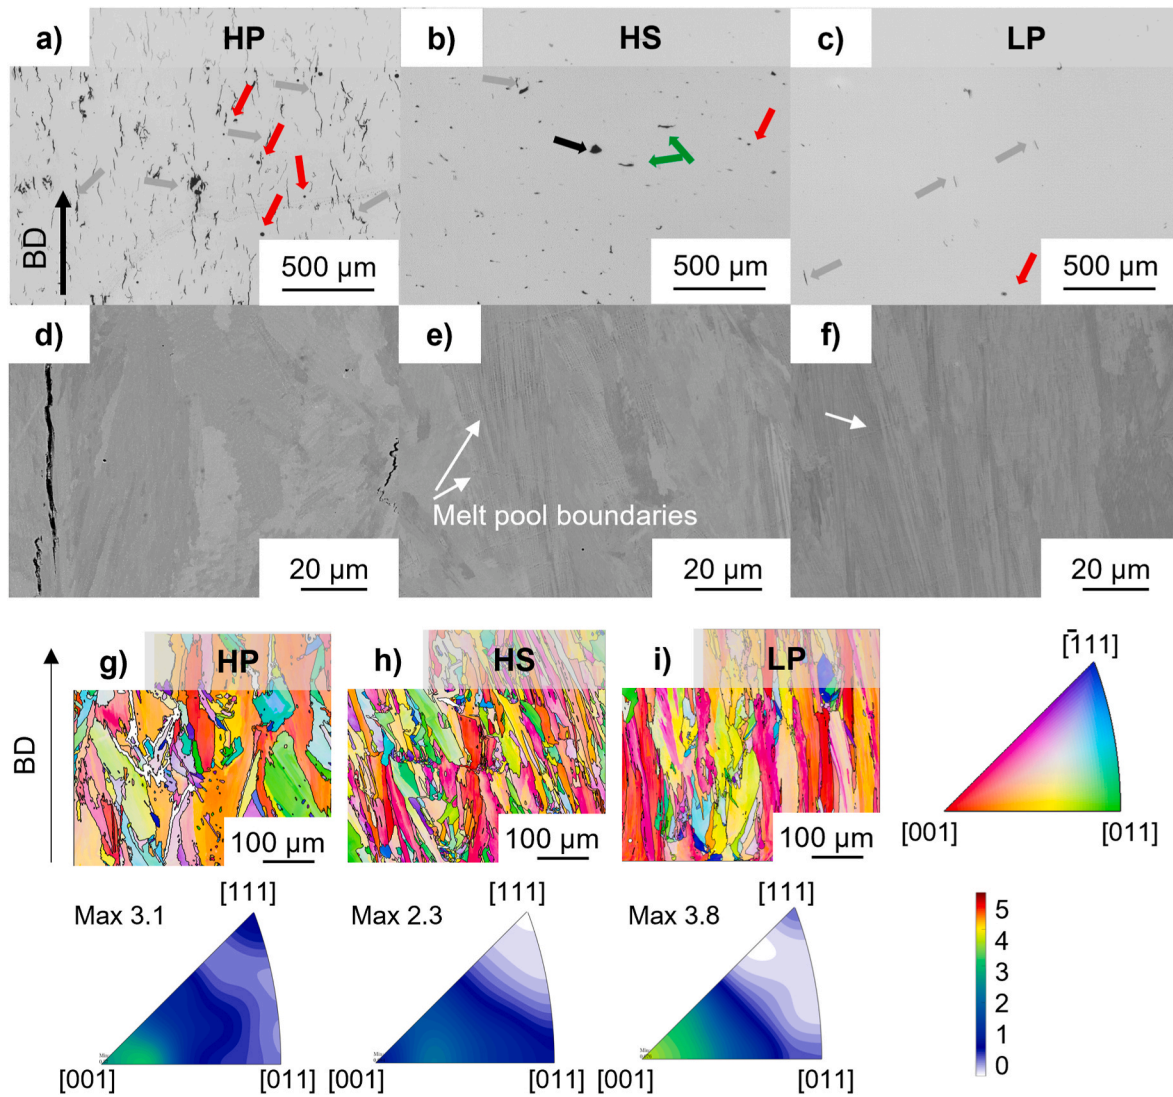 a) HP
b) HS
c) LP
BD
500 µm
500 µm
500 µm
d)
e)
f)
Melt pool boundaries
20 µm
20 µm
20 µm
g) HP
h) HS
i) LP
[1̄11]
BD
100 µm
100 µm
100 µm
[001]
[011]
Max 3.1
[111]
Max 2.3
[111]
Max 3.8
[111]
5
4
3
2
1
0
[001]
[011]
[001]
[011]
[001]
[011]